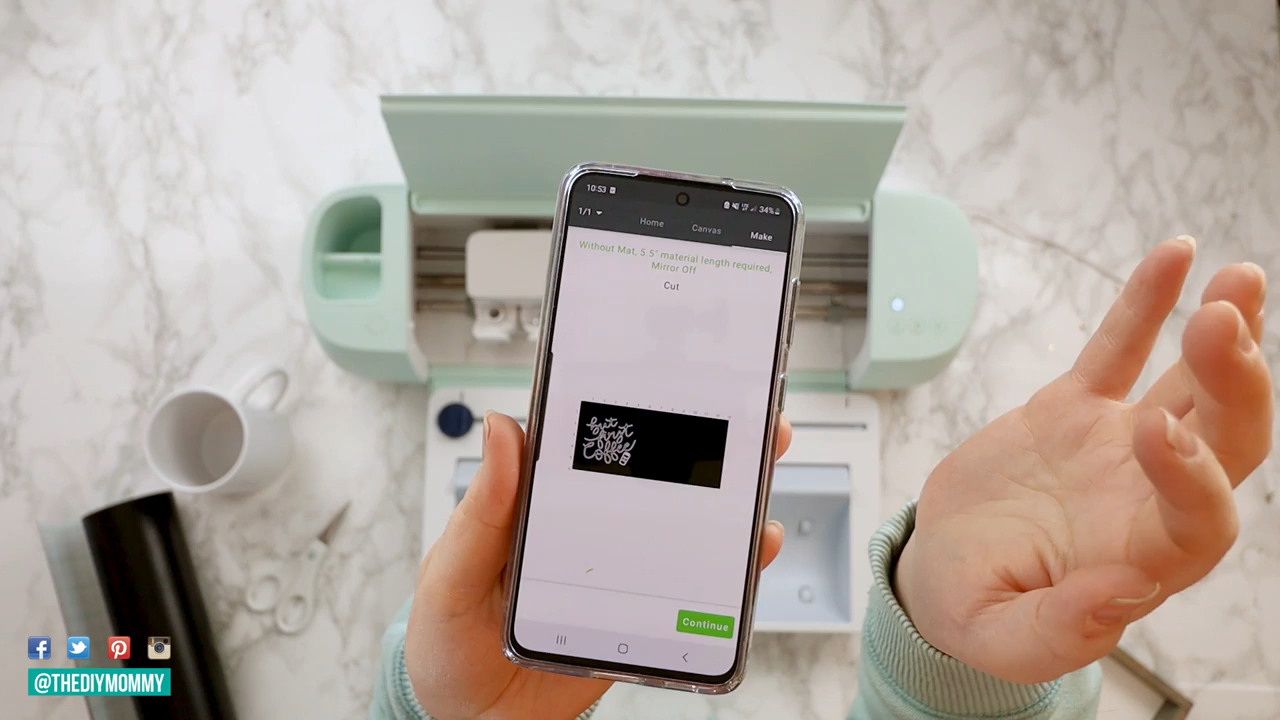 10:53
34%
1/1
Home
Canvas
Make
Without Mat, 5.5" material length required,
Mirror Off
Cut
but
first
Coffee
Continue
@THEDIYMOMMY